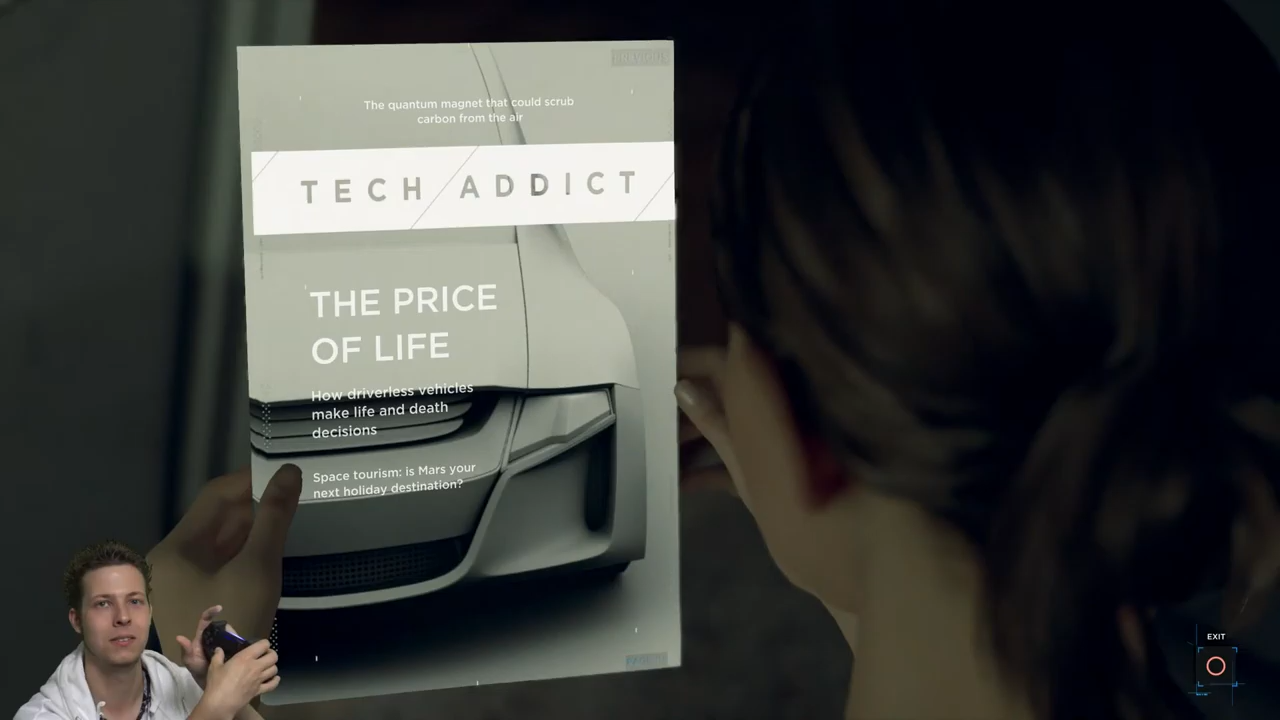 The quantum magnet that could scrub
carbon from the air
TECH ADDICT
THE PRICE
OF LIFE
How driverless vehicles
make life and death
decisions
Space tourism: is Mars your
next holiday destination?
EXIT